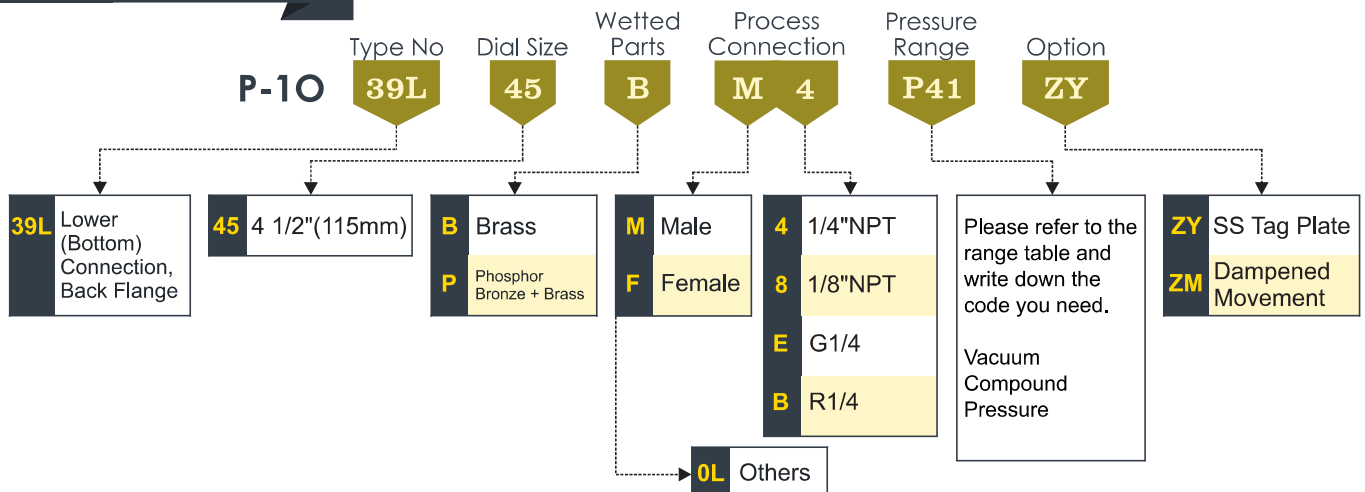 Type No
Dial Size
Wetted
Parts
Process
Connection
Pressure
Range
Option
P-10
39L
45
B
M 4
P41
ZY
39L Lower
(Bottom)
Connection,
Back Flange
45 4 1/2"(115mm)
B Brass
P Phosphor
Bronze + Brass
M Male
F Female
0L Others
4 1/4"NPT
8 1/8"NPT
E G1/4
B R1/4
Please refer to the
range table and
write down the
code you need.
Vacuum
Compound
Pressure
ZY SS Tag Plate
ZM Dampened
Movement